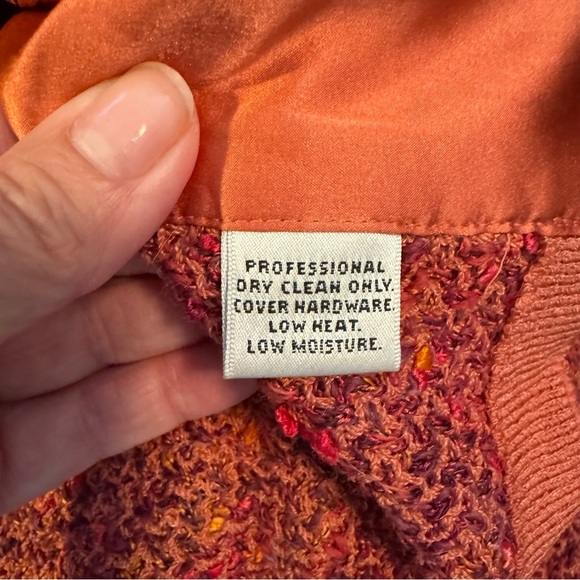 PROFESSIONAL
DRY CLEAN ONLY.
COVER HARDWARE.
LOW HEAT.
LOW MOISTURE.